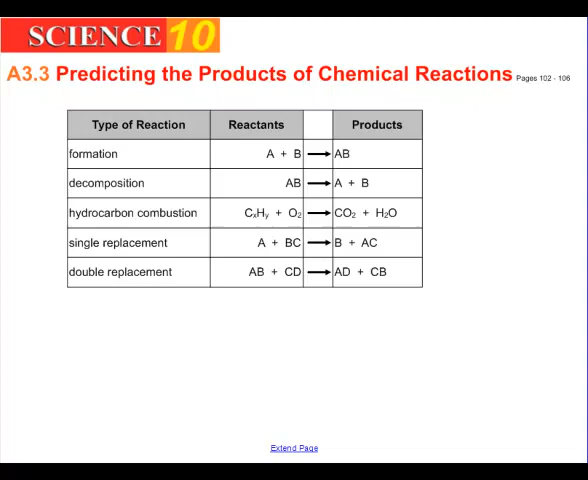 SCIENCE 10
A3.3 Predicting the Products of Chemical Reactions Pages 102 - 106
Type of Reaction Reactants Products
formation A + B → AB
decomposition AB → A + B
hydrocarbon combustion CₓHᵧ + O₂ → CO₂ + H₂O
single replacement A + BC → B + AC
double replacement AB + CD → AD + CB
Extend Page